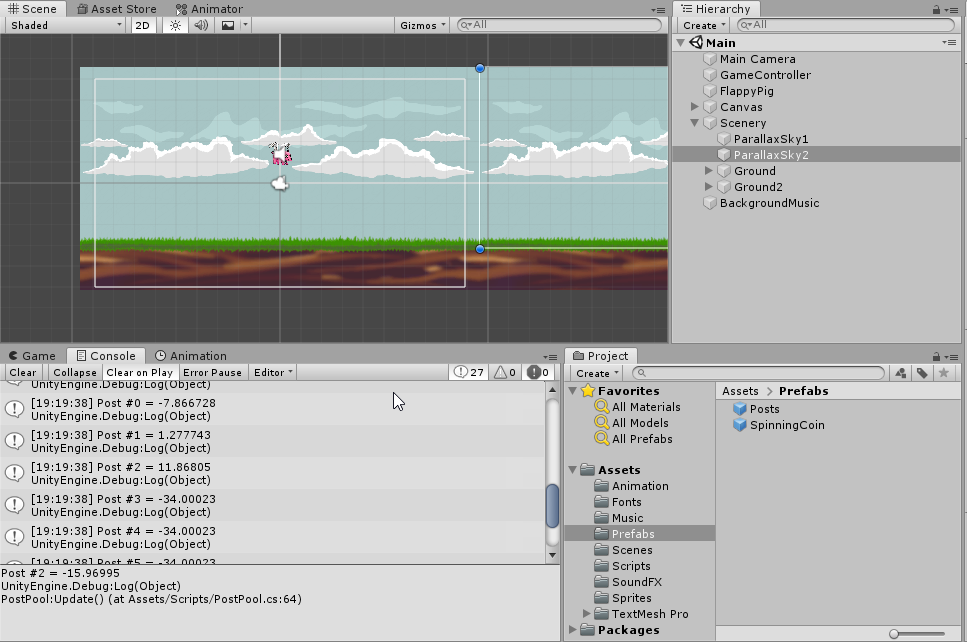 Scene Asset Store Animator
Shaded 2D Gizmos All
Hierarchy
Create All
Main
Main Camera
GameController
FlappyPig
Canvas
Scenery
ParallaxSky1
ParallaxSky2
Ground
Ground2
BackgroundMusic
Game Console Animation
Clear Collapse Clear on Play Error Pause Editor 27 0 0
UnityEngine.Debug:Log(Object)
[19:19:38] Post #0 = -7.866728
UnityEngine.Debug:Log(Object)
[19:19:38] Post #1 = 1.277743
UnityEngine.Debug:Log(Object)
[19:19:38] Post #2 = 11.86805
UnityEngine.Debug:Log(Object)
[19:19:38] Post #3 = -34.00023
UnityEngine.Debug:Log(Object)
[19:19:38] Post #4 = -34.00023
UnityEngine.Debug:Log(Object)
[19:19:38] Post #5 = -34.00023
Post #2 = -15.96995
UnityEngine.Debug:Log(Object)
PostPool:Update() (at Assets/Scripts/PostPool.cs:64)
Project
Create
Favorites
All Materials
All Models
All Prefabs
Assets
Animation
Fonts
Music
Prefabs
Scenes
Scripts
SoundFX
Sprites
TextMesh Pro
Packages
Assets > Prefabs
Posts
SpinningCoin